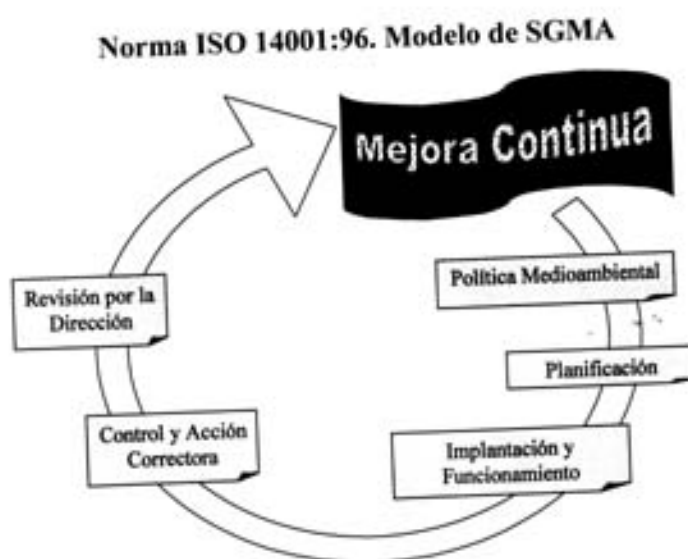 Norma ISO 14001:96. Modelo de SGMA
Mejora Continua
Política Medioambiental
Planificación
Implantación y
Funcionamiento
Control y Acción
Correctora
Revisión por la
Dirección